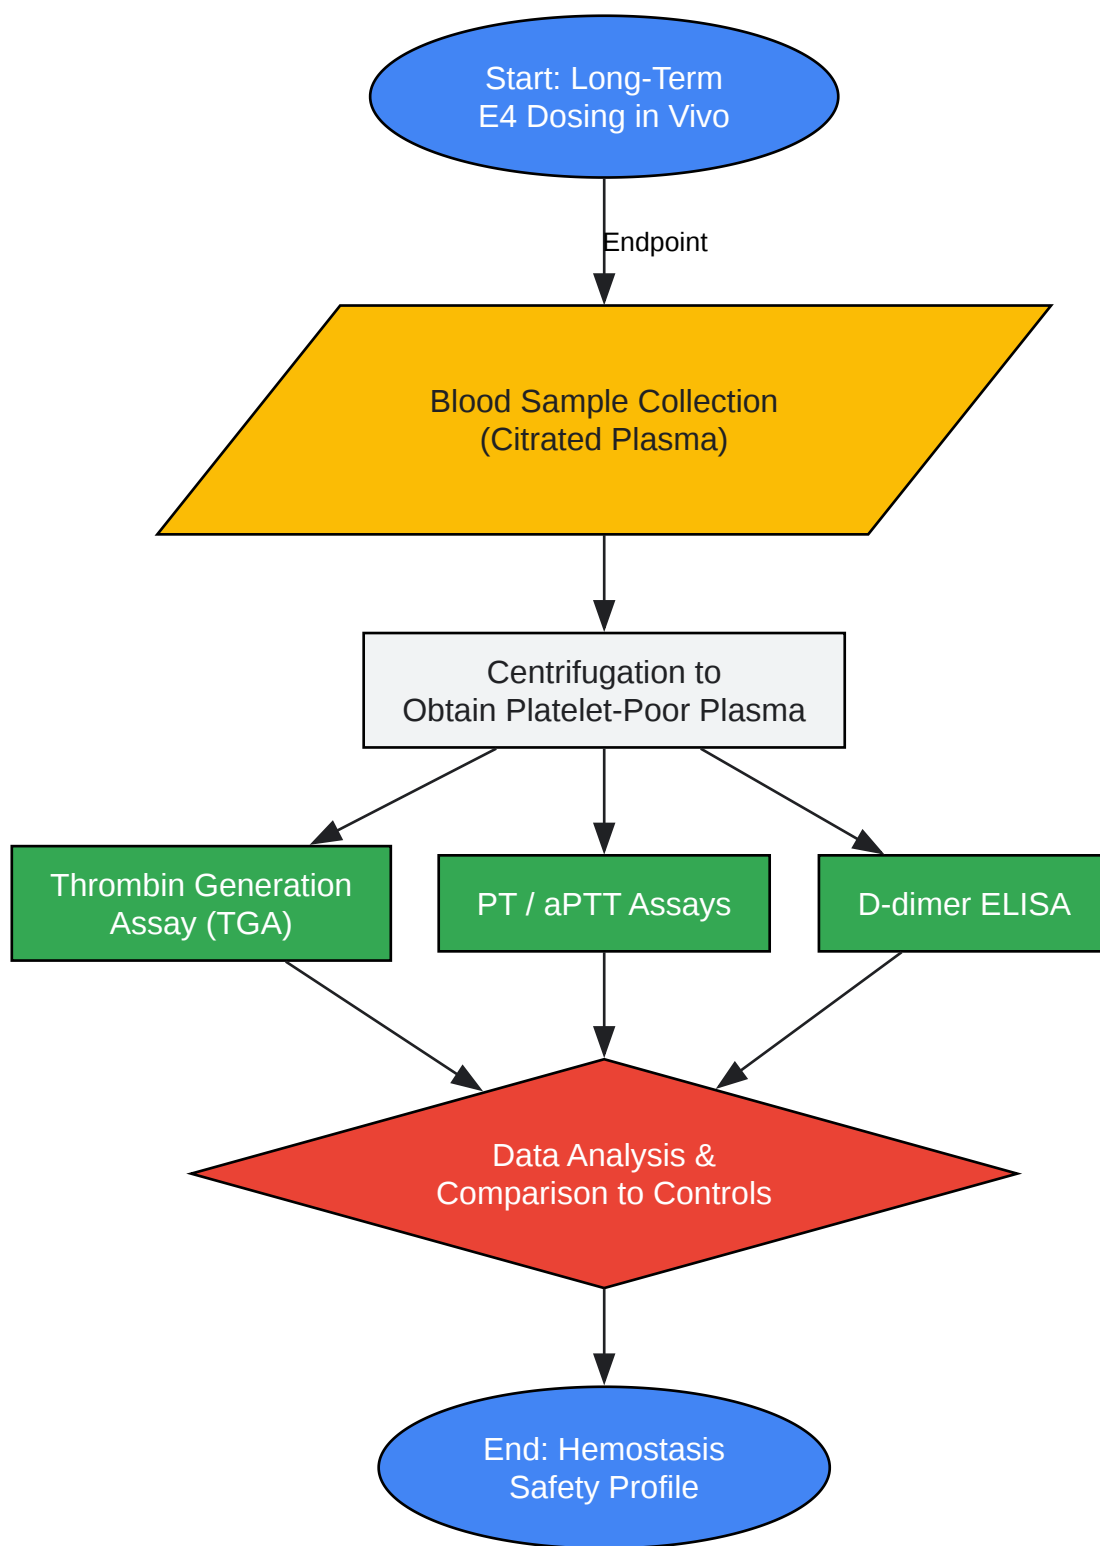 Start: Long-Term
E4 Dosing in Vivo
Endpoint
Blood Sample Collection
(Citrated Plasma)
Centrifugation to
Obtain Platelet-Poor Plasma
Thrombin Generation
Assay (TGA)
PT / aPTT Assays
D-dimer ELISA
Data Analysis &
Comparison to Controls
End: Hemostasis
Safety Profile